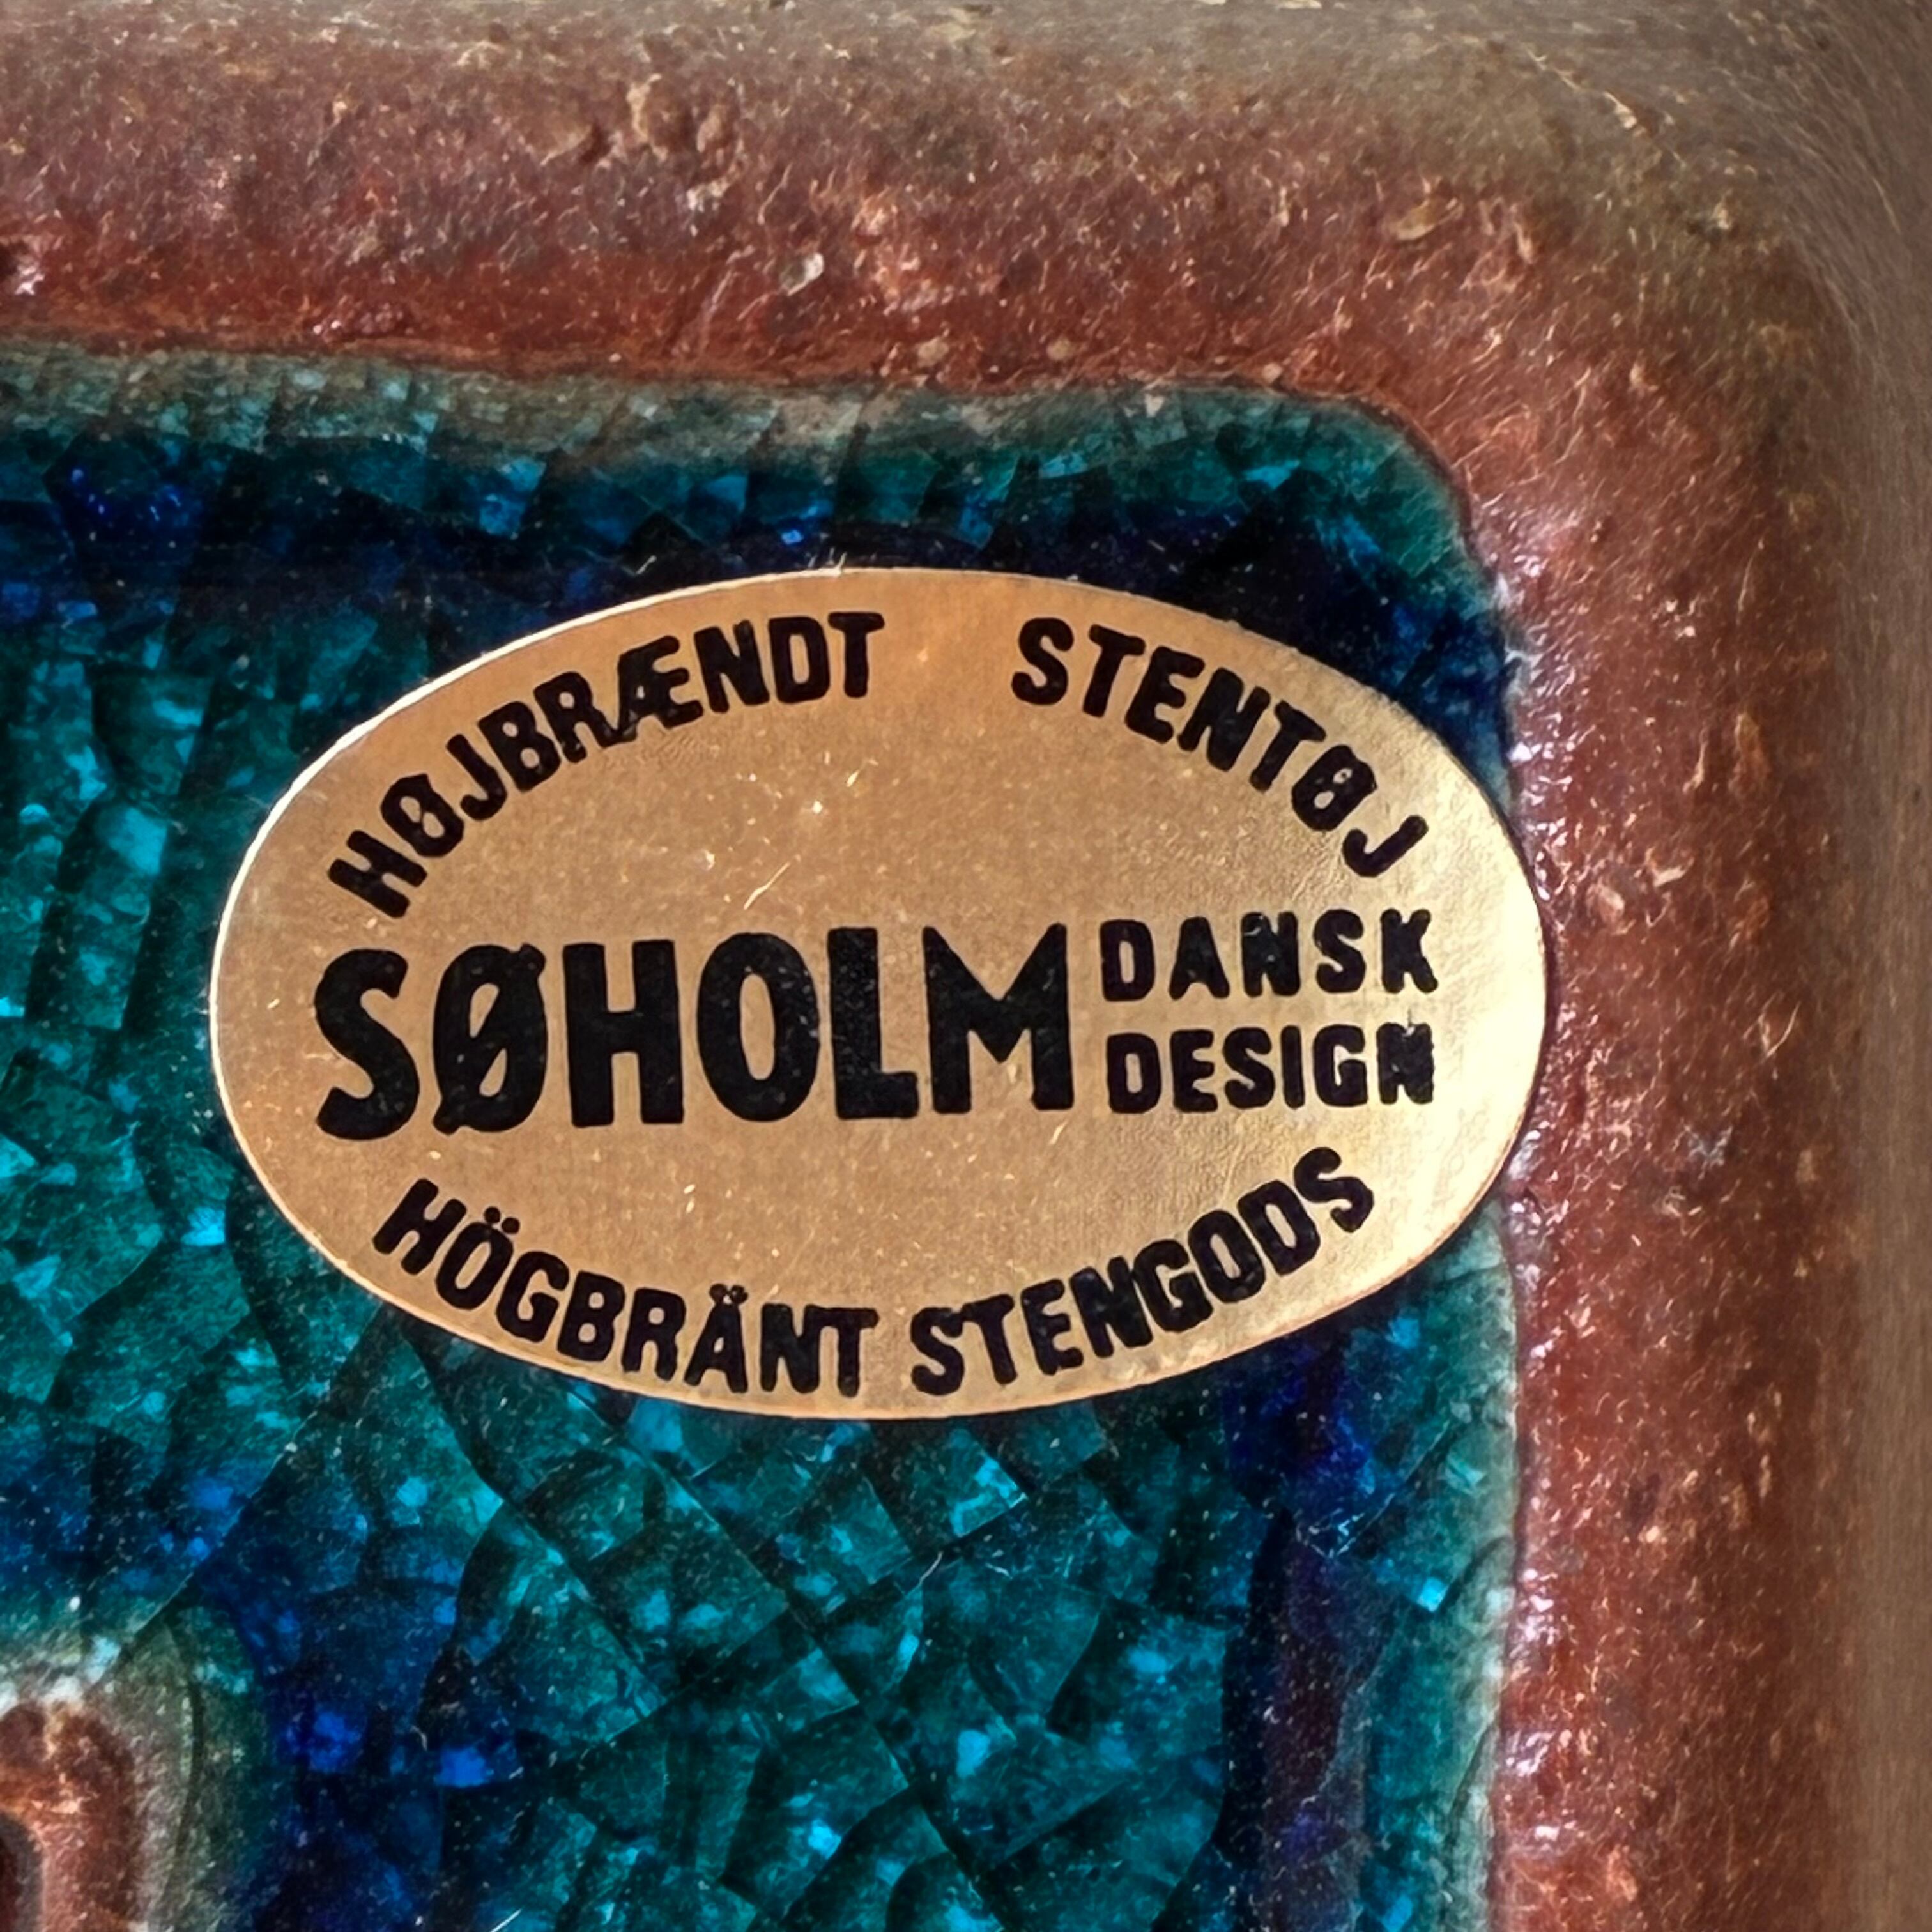 HØJBRÆNDT STENTØJ
SØHOLM DANSK DESIGN
HÖGBRÄNT STENGODS